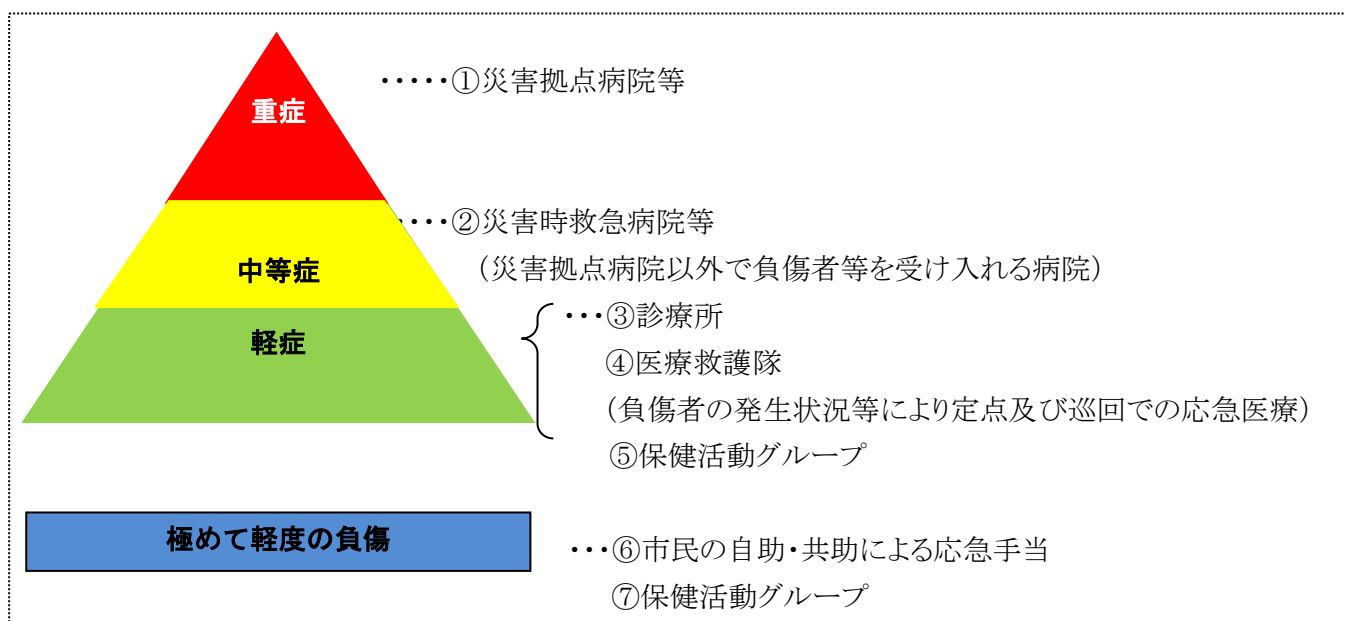 ・・・・・①災害拠点病院等
重症
・・・②災害時救急病院等
中等症
（災害拠点病院以外で負傷者等を受け入れる病院）
・・・③診療所
軽症
④医療救護隊
（負傷者の発生状況等により定点及び巡回での応急医療）
⑤保健活動グループ
極めて軽度の負傷
・・・⑥市民の自助・共助による応急手当
⑦保健活動グループ